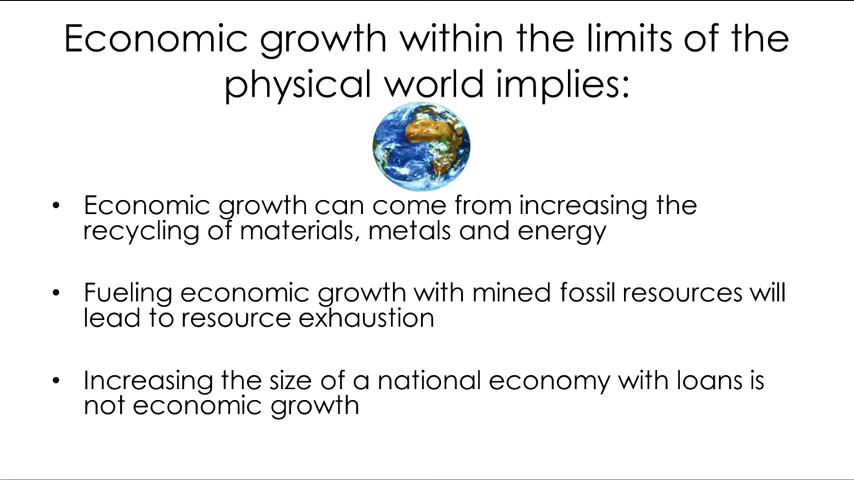 Economic growth within the limits of the
physical world implies:
• Economic growth can come from increasing the
recycling of materials, metals and energy
• Fueling economic growth with mined fossil resources will
lead to resource exhaustion
• Increasing the size of a national economy with loans is
not economic growth